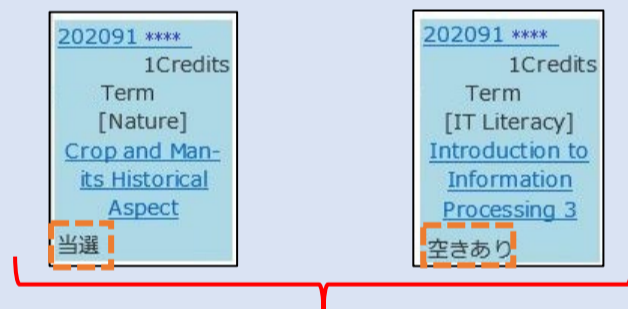 202091 ****
1Credits
Term
[Nature]
Crop and Man-
its Historical
Aspect
当選
202091 ****
1Credits
Term
[IT Literacy]
Introduction to
Information
Processing 3
空きあり